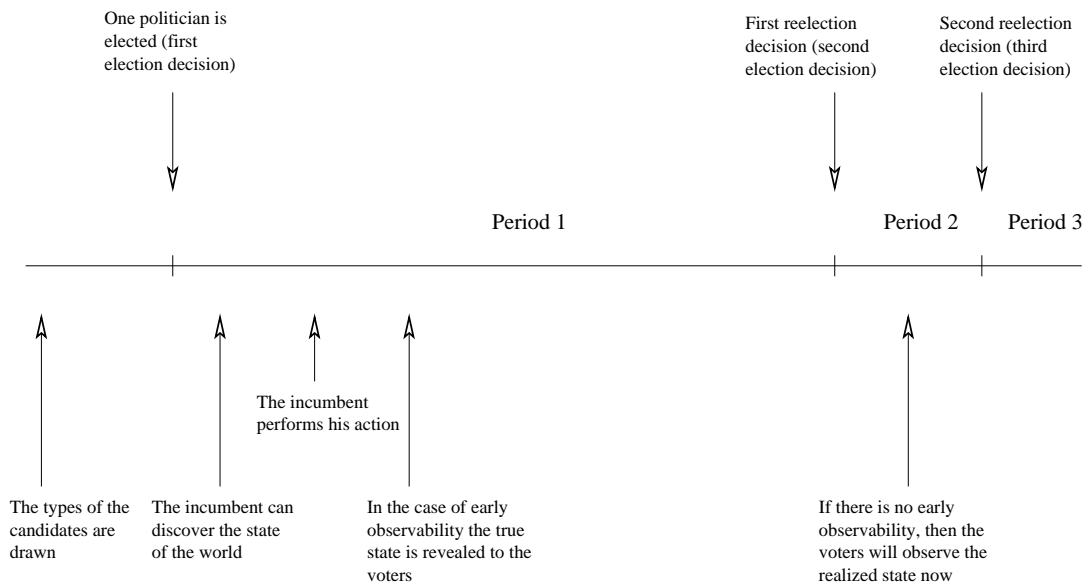 One politician is
elected (first
election decision)
First reelection
decision (second
election decision)
Second reelection
decision (third
election decision)
Period 1
Period 2
Period 3
The incumbent
performs his action
The types of the
candidates are
drawn
The incumbent can
discover the state
of the world
In the case of early
observability the true
state is revealed to the
voters
If there is no early
observability, then the
voters will observe the
realized state now